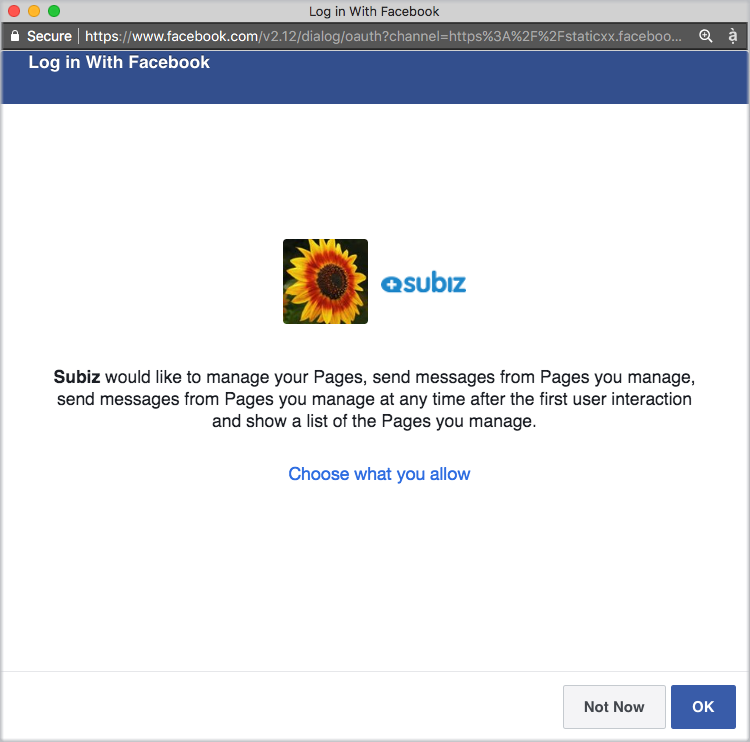 Log in With Facebook
Secure | https://www.facebook.com/v2.12/dialog/oauth?channel=https%3A%2F%2Fstaticxx.faceboo... ạ̀
Log in With Facebook
subiz
Subiz would like to manage your Pages, send messages from Pages you manage,
send messages from Pages you manage at any time after the first user interaction
and show a list of the Pages you manage.
Choose what you allow
Not Now
OK